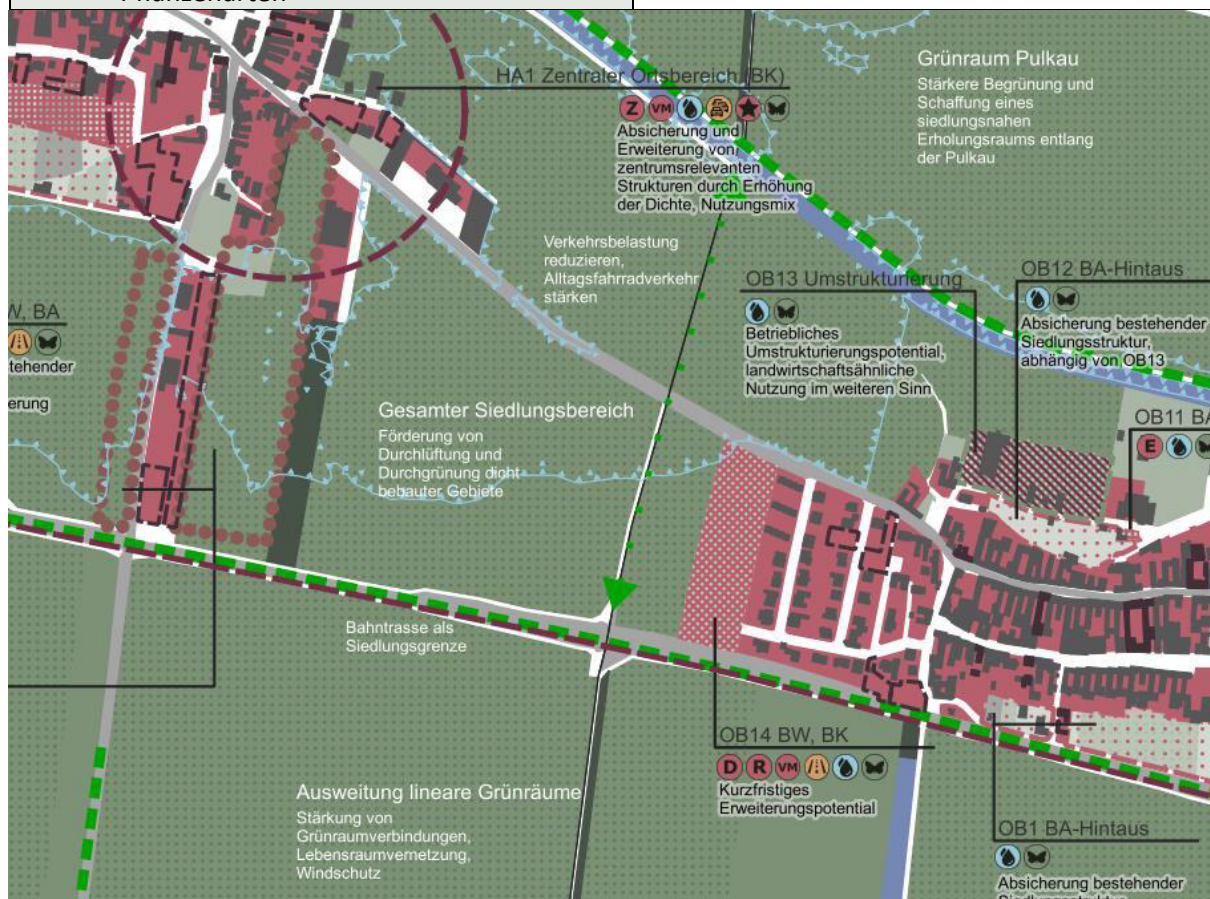 HA1 Zentraler Ortsbereich (BK)
Z VM
Absicherung und
Erweiterung von
zentrumsrelevanten
Strukturen durch Erhöhung
der Dichte, Nutzungsmix
Grünraum Pulkau
Stärkere Begrünung und
Schaffung eines
siedlungsnahen
Erholungsraums entlang
der Pulkau
Verkehrsbelastung
reduzieren,
Alltagsfahrradverkehr
stärken
OB13 Umstrukturierung
Betriebliches
Umstrukturierungspotential,
landwirtschaftsähnliche
Nutzung im weiteren Sinn
OB12 BA-Hintaus
Absicherung bestehender
Siedlungsstruktur,
abhängig von OB13
OB11 BA
E
W, BA
tehender
erung
Gesamter Siedlungsbereich
Förderung von
Durchlüftung und
Durchgrünung dicht
bebauter Gebiete
Bahntrasse als
Siedlungsgrenze
OB14 BW, BK
D R VM
Kurzfristiges
Erweiterungspotential
Ausweitung lineare Grünräume
Stärkung von
Grünraumverbindungen,
Lebensraumvernetzung,
Windschutz
OB1 BA-Hintaus
Absicherung bestehender